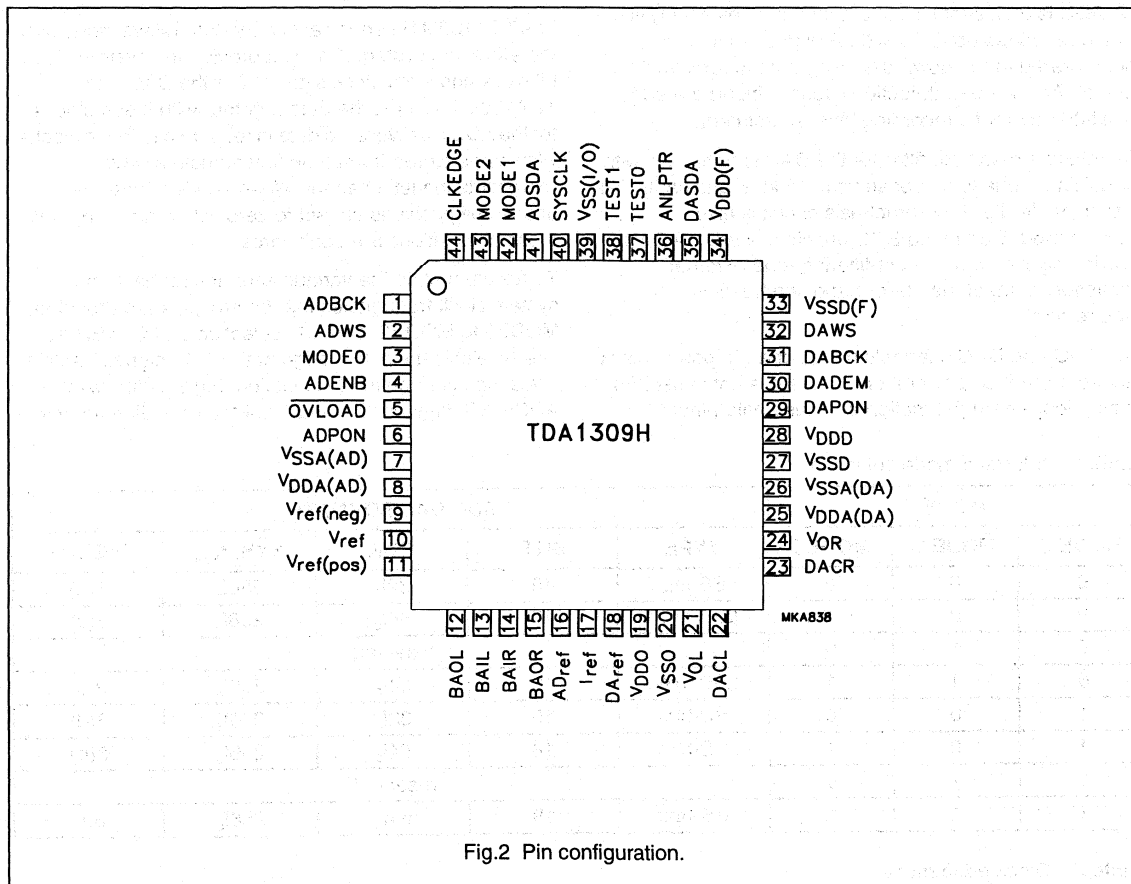 CLKEDGE
MODE2
MODE1
ADSDA
SYSCLK
VSS(I/O)
TEST1
TEST0
ANLPTR
DASDA
VDDD(F)
44 43 42 41 40 39 38 37 36 35 34
ADBCK 1
ADWS 2
MODE0 3
ADENB 4
OVLOAD 5
ADPON 6
VSSA(AD) 7
VDDA(AD) 8
Vref(neg) 9
Vref 10
Vref(pos) 11
TDA1309H
33 VSSD(F)
32 DAWS
31 DABCK
30 DADEM
29 DAPON
28 VDDD
27 VSSD
26 VSSA(DA)
25 VDDA(DA)
24 VOR
23 DACR
MKA838
12 13 14 15 16 17 18 19 20 21 22
BAOL
BAIL
BAIR
BAOR
ADref
Iref
DAref
VDDO
VSSO
VOL
DACL
Fig.2 Pin configuration.